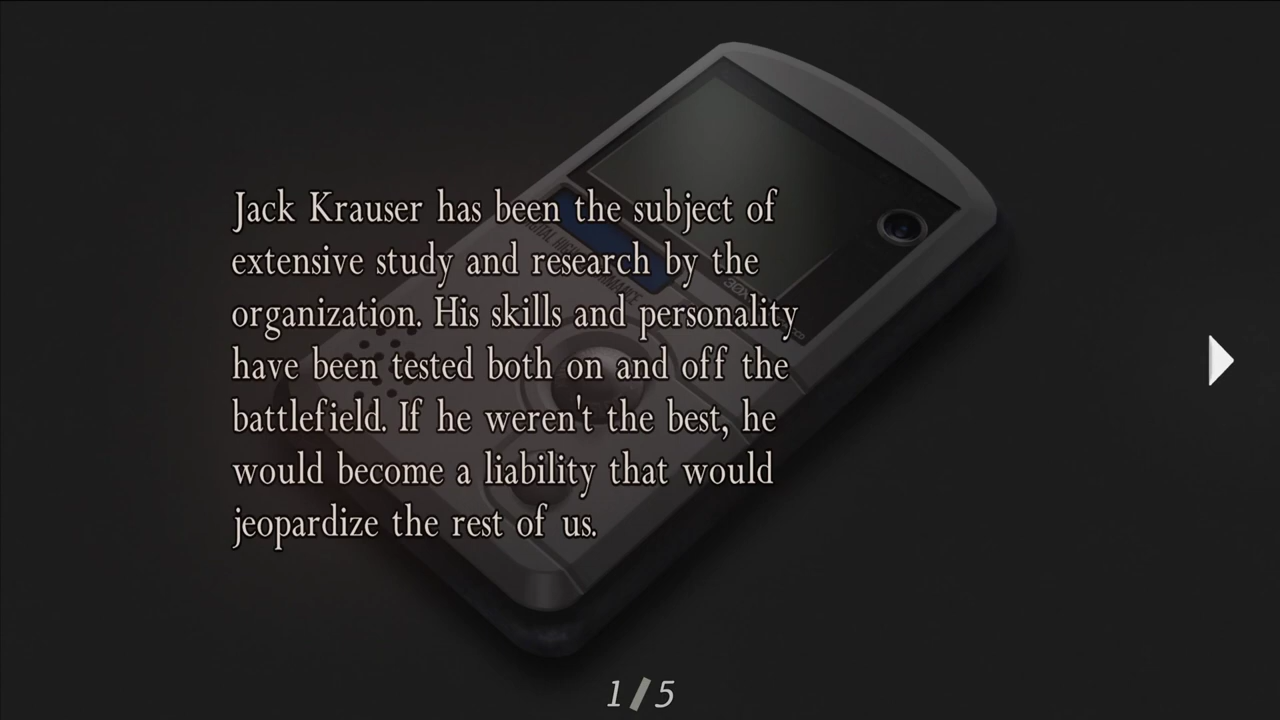 Jack Krauser has been the subject of
extensive study and research by the
organization. His skills and personality
have been tested both on and off the
battlefield. If he weren't the best, he
would become a liability that would
jeopardize the rest of us.
1/5